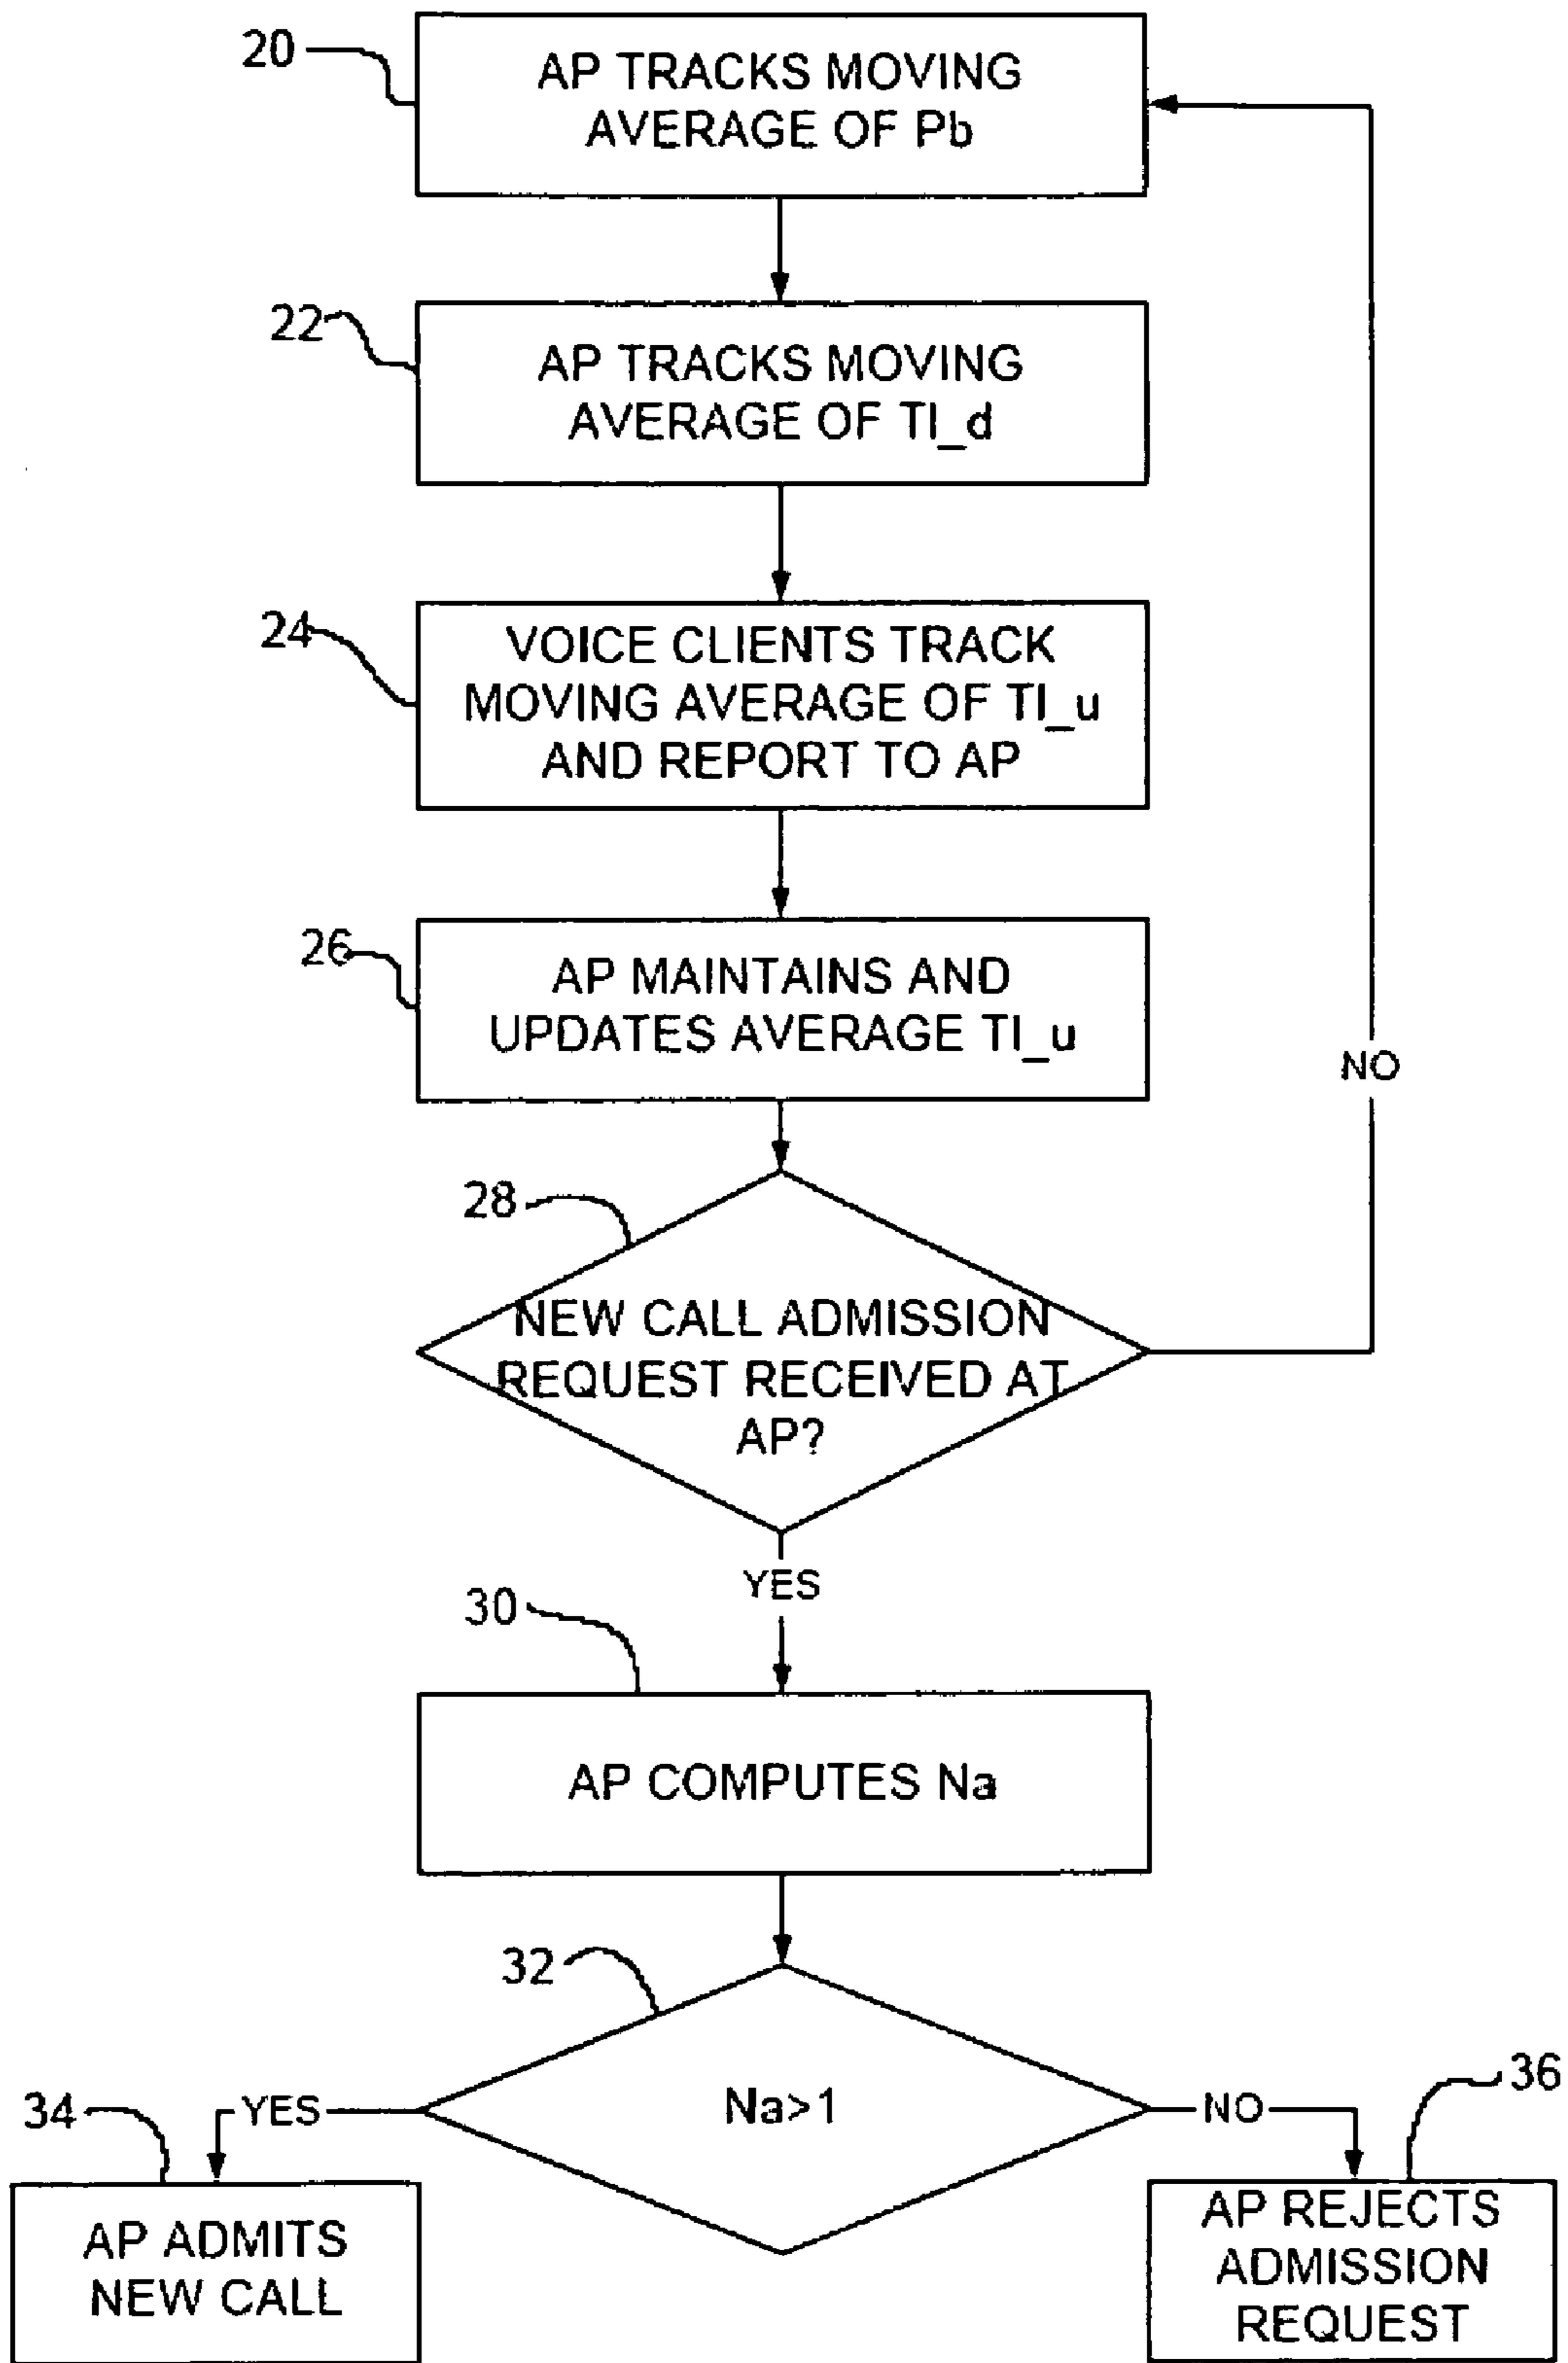 20
AP TRACKS MOVING
AVERAGE OF Pb
22
AP TRACKS MOVING
AVERAGE OF TI_d
24
VOICE CLIENTS TRACK
MOVING AVERAGE OF TI_u
AND REPORT TO AP
26
AP MAINTAINS AND
UPDATES AVERAGE TI_u
NO
28
NEW CALL ADMISSION
REQUEST RECEIVED AT
AP?
YES
30
AP COMPUTES Na
32
Na>1
34
YES
NO
36
AP ADMITS
NEW CALL
AP REJECTS
ADMISSION
REQUEST